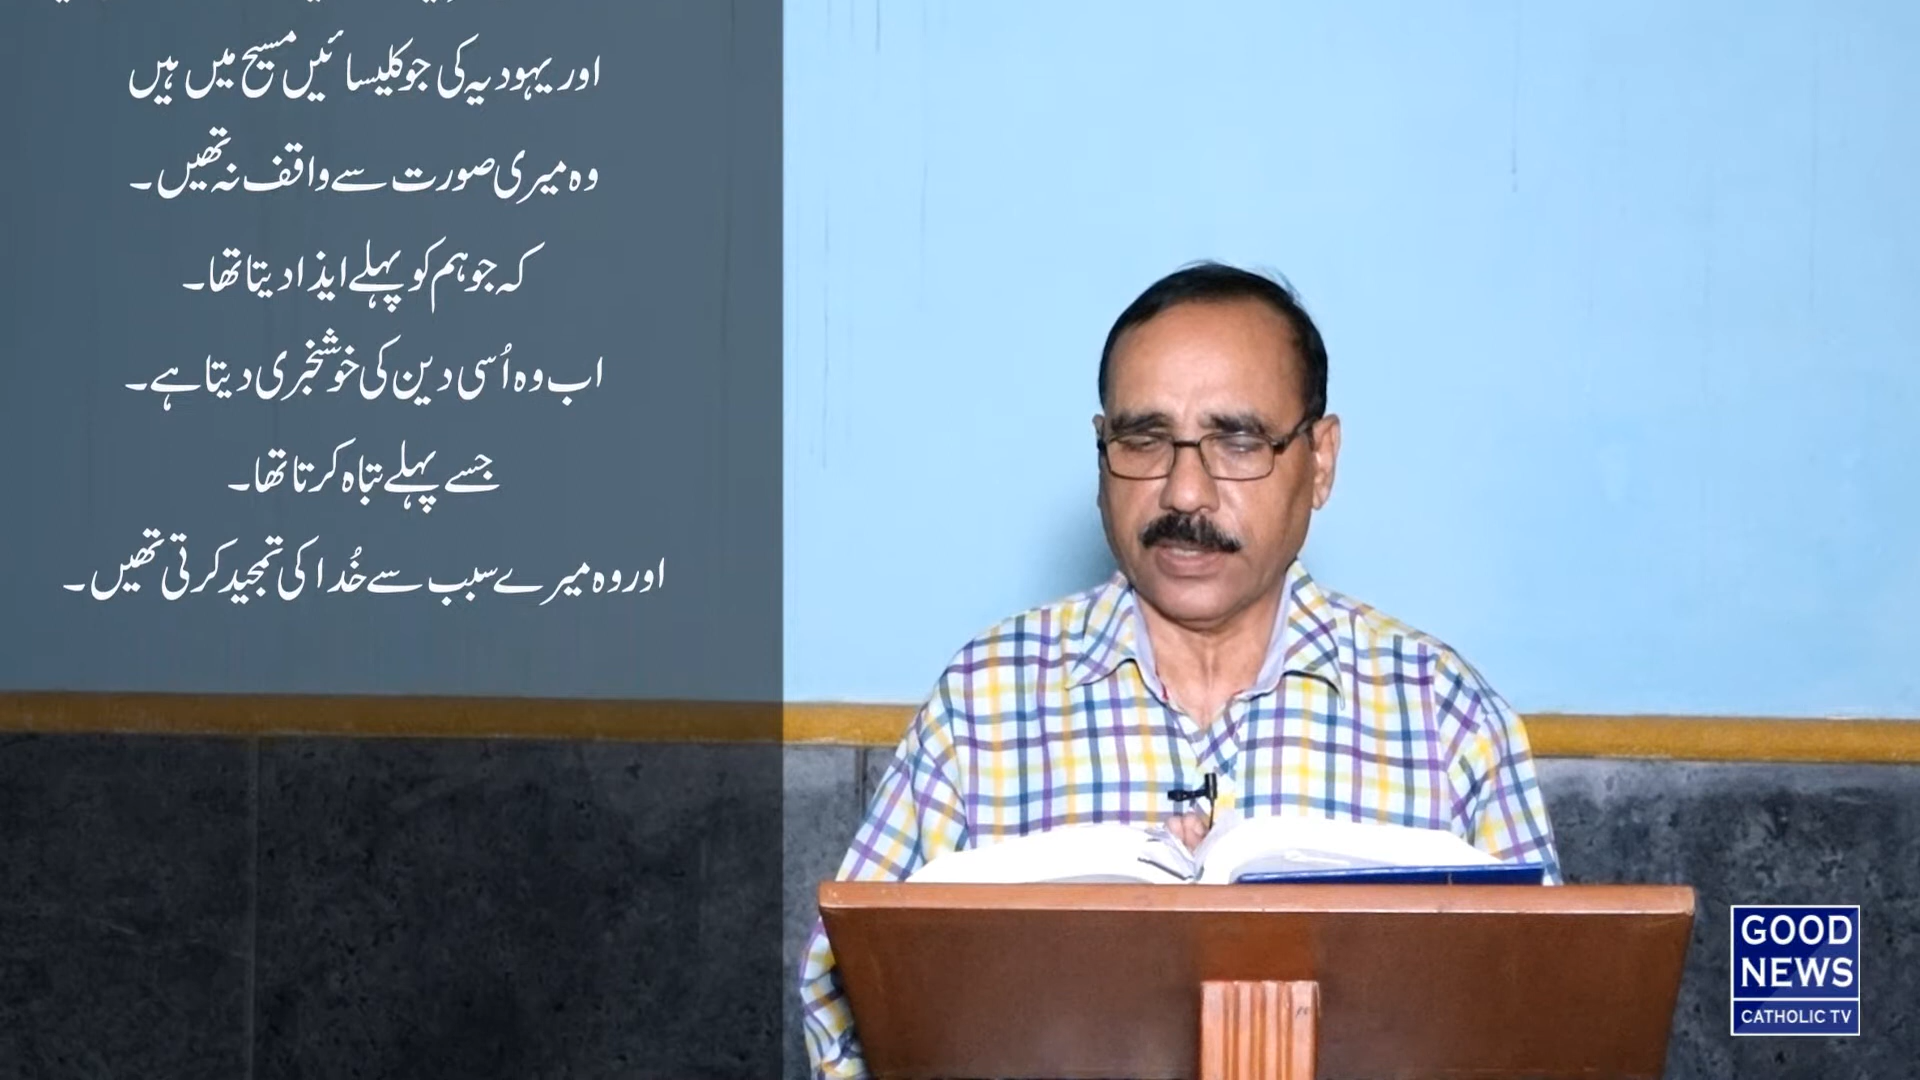 اور یہودیہ کی جو کلیسائیں مسیح میں ہیں
وہ میری صورت سے واقف نہ تھیں۔
کہ جو ہم کو پہلے ایذا دیتا تھا۔
اب وہ اُسی دین کی خوشخبری دیتا ہے۔
جسے پہلے تباہ کرتا تھا۔
اور وہ میرے سبب سے خُدا کی تمجید کرتی تھیں۔
GOOD
NEWS
CATHOLIC TV